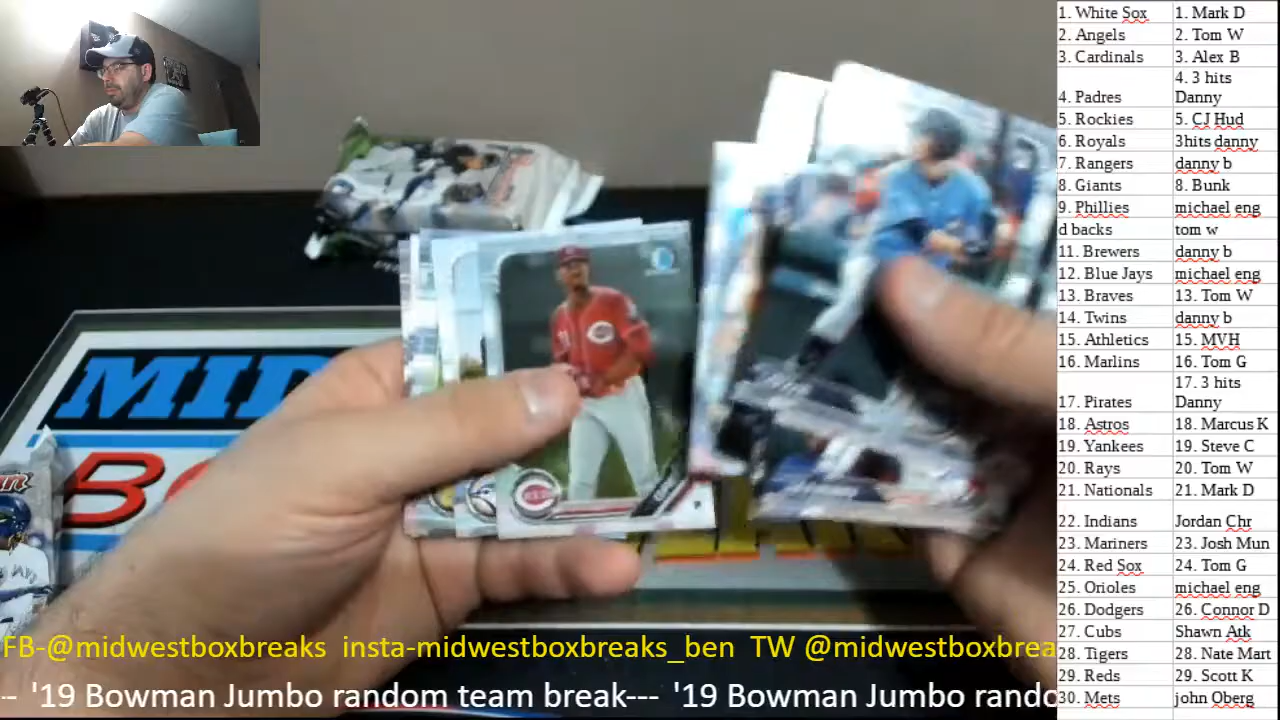 1. White Sox 1. Mark D
2. Angels 2. Tom W
3. Cardinals 3. Alex B
4. Padres 4. 3 hits Danny
5. Rockies 5. CJ Hud
6. Royals 3hits danny
7. Rangers danny b
8. Giants 8. Bunk
9. Phillies michael eng
d backs tom w
11. Brewers danny b
12. Blue Jays michael eng
13. Braves 13. Tom W
14. Twins danny b
15. Athletics 15. MVH
16. Marlins 16. Tom G
17. Pirates 17. 3 hits Danny
18. Astros 18. Marcus K
19. Yankees 19. Steve C
20. Rays 20. Tom W
21. Nationals 21. Mark D
22. Indians Jordan Chr
23. Mariners 23. Josh Mun
24. Red Sox 24. Tom G
25. Orioles michael eng
26. Dodgers 26. Connor D
27. Cubs Shawn Atk
28. Tigers 28. Nate Mart
29. Reds 29. Scott K
30. Mets john Oberg
MID
B
FB-@midwestboxbreaks insta-midwestboxbreaks_ben TW @midwestboxbrea
-- '19 Bowman Jumbo random team break--- '19 Bowman Jumbo rando